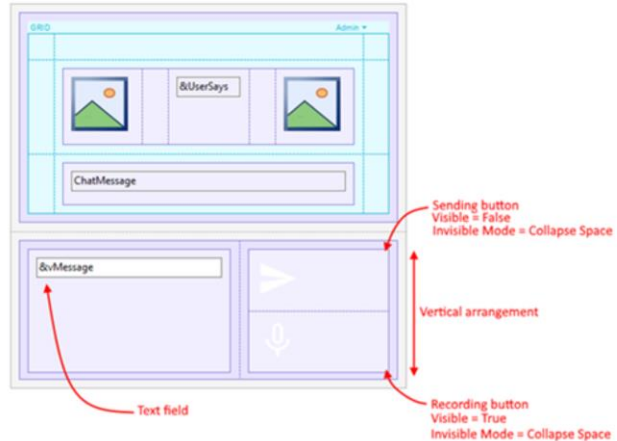 GRID
Admin
&UserSays
ChatMessage
Sending button
Visible = False
Invisible Mode = Collapse Space
&vMessage
Vertical arrangement
Text field
Recording button
Visible = True
Invisible Mode = Collapse Space